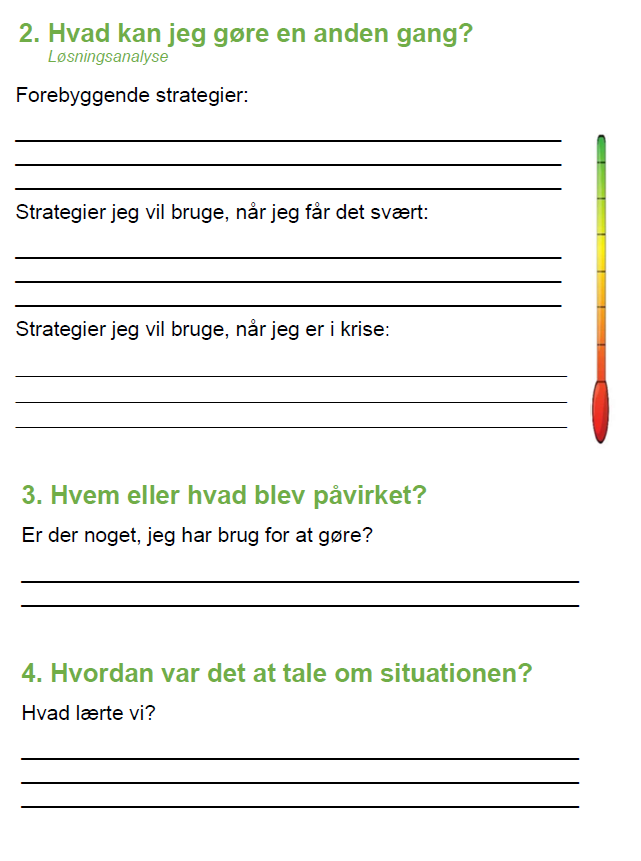 2. Hvad kan jeg gøre en anden gang?
Løsningsanalyse
Forebyggende strategier:
Strategier jeg vil bruge, når jeg får det svært:
Strategier jeg vil bruge, når jeg er i krise:
3. Hvem eller hvad blev påvirket?
Er der noget, jeg har brug for at gøre?
4. Hvordan var det at tale om situationen?
Hvad lærte vi?